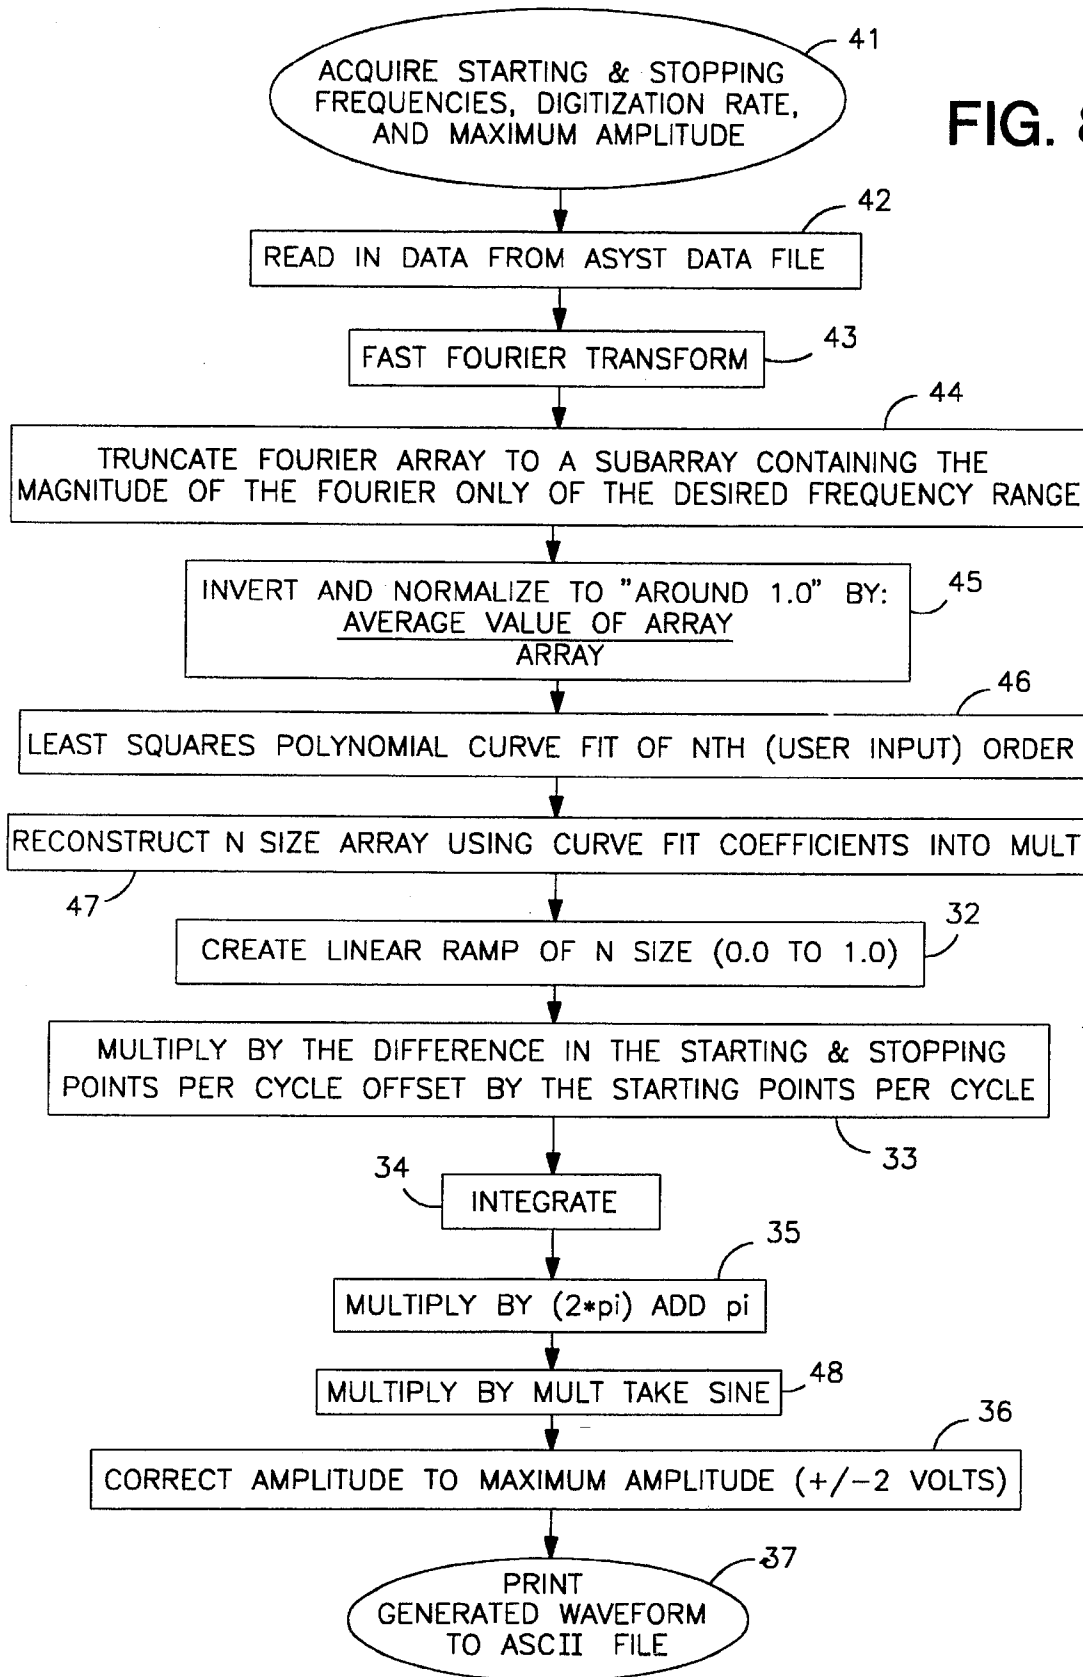 41
ACQUIRE STARTING & STOPPING
FREQUENCIES, DIGITIZATION RATE,
AND MAXIMUM AMPLITUDE
FIG. 8
42
READ IN DATA FROM ASYST DATA FILE
43
FAST FOURIER TRANSFORM
44
TRUNCATE FOURIER ARRAY TO A SUBARRAY CONTAINING THE
MAGNITUDE OF THE FOURIER ONLY OF THE DESIRED FREQUENCY RANGE
45
INVERT AND NORMALIZE TO "AROUND 1.0" BY:
AVERAGE VALUE OF ARRAY
ARRAY
46
LEAST SQUARES POLYNOMIAL CURVE FIT OF NTH (USER INPUT) ORDER
RECONSTRUCT N SIZE ARRAY USING CURVE FIT COEFFICIENTS INTO MULT
47
32
CREATE LINEAR RAMP OF N SIZE (0.0 TO 1.0)
MULTIPLY BY THE DIFFERENCE IN THE STARTING & STOPPING
POINTS PER CYCLE OFFSET BY THE STARTING POINTS PER CYCLE
33
34
INTEGRATE
35
MULTIPLY BY (2*pi) ADD pi
48
MULTIPLY BY MULT TAKE SINE
36
CORRECT AMPLITUDE TO MAXIMUM AMPLITUDE (+/-2 VOLTS)
37
PRINT
GENERATED WAVEFORM
TO ASCII FILE